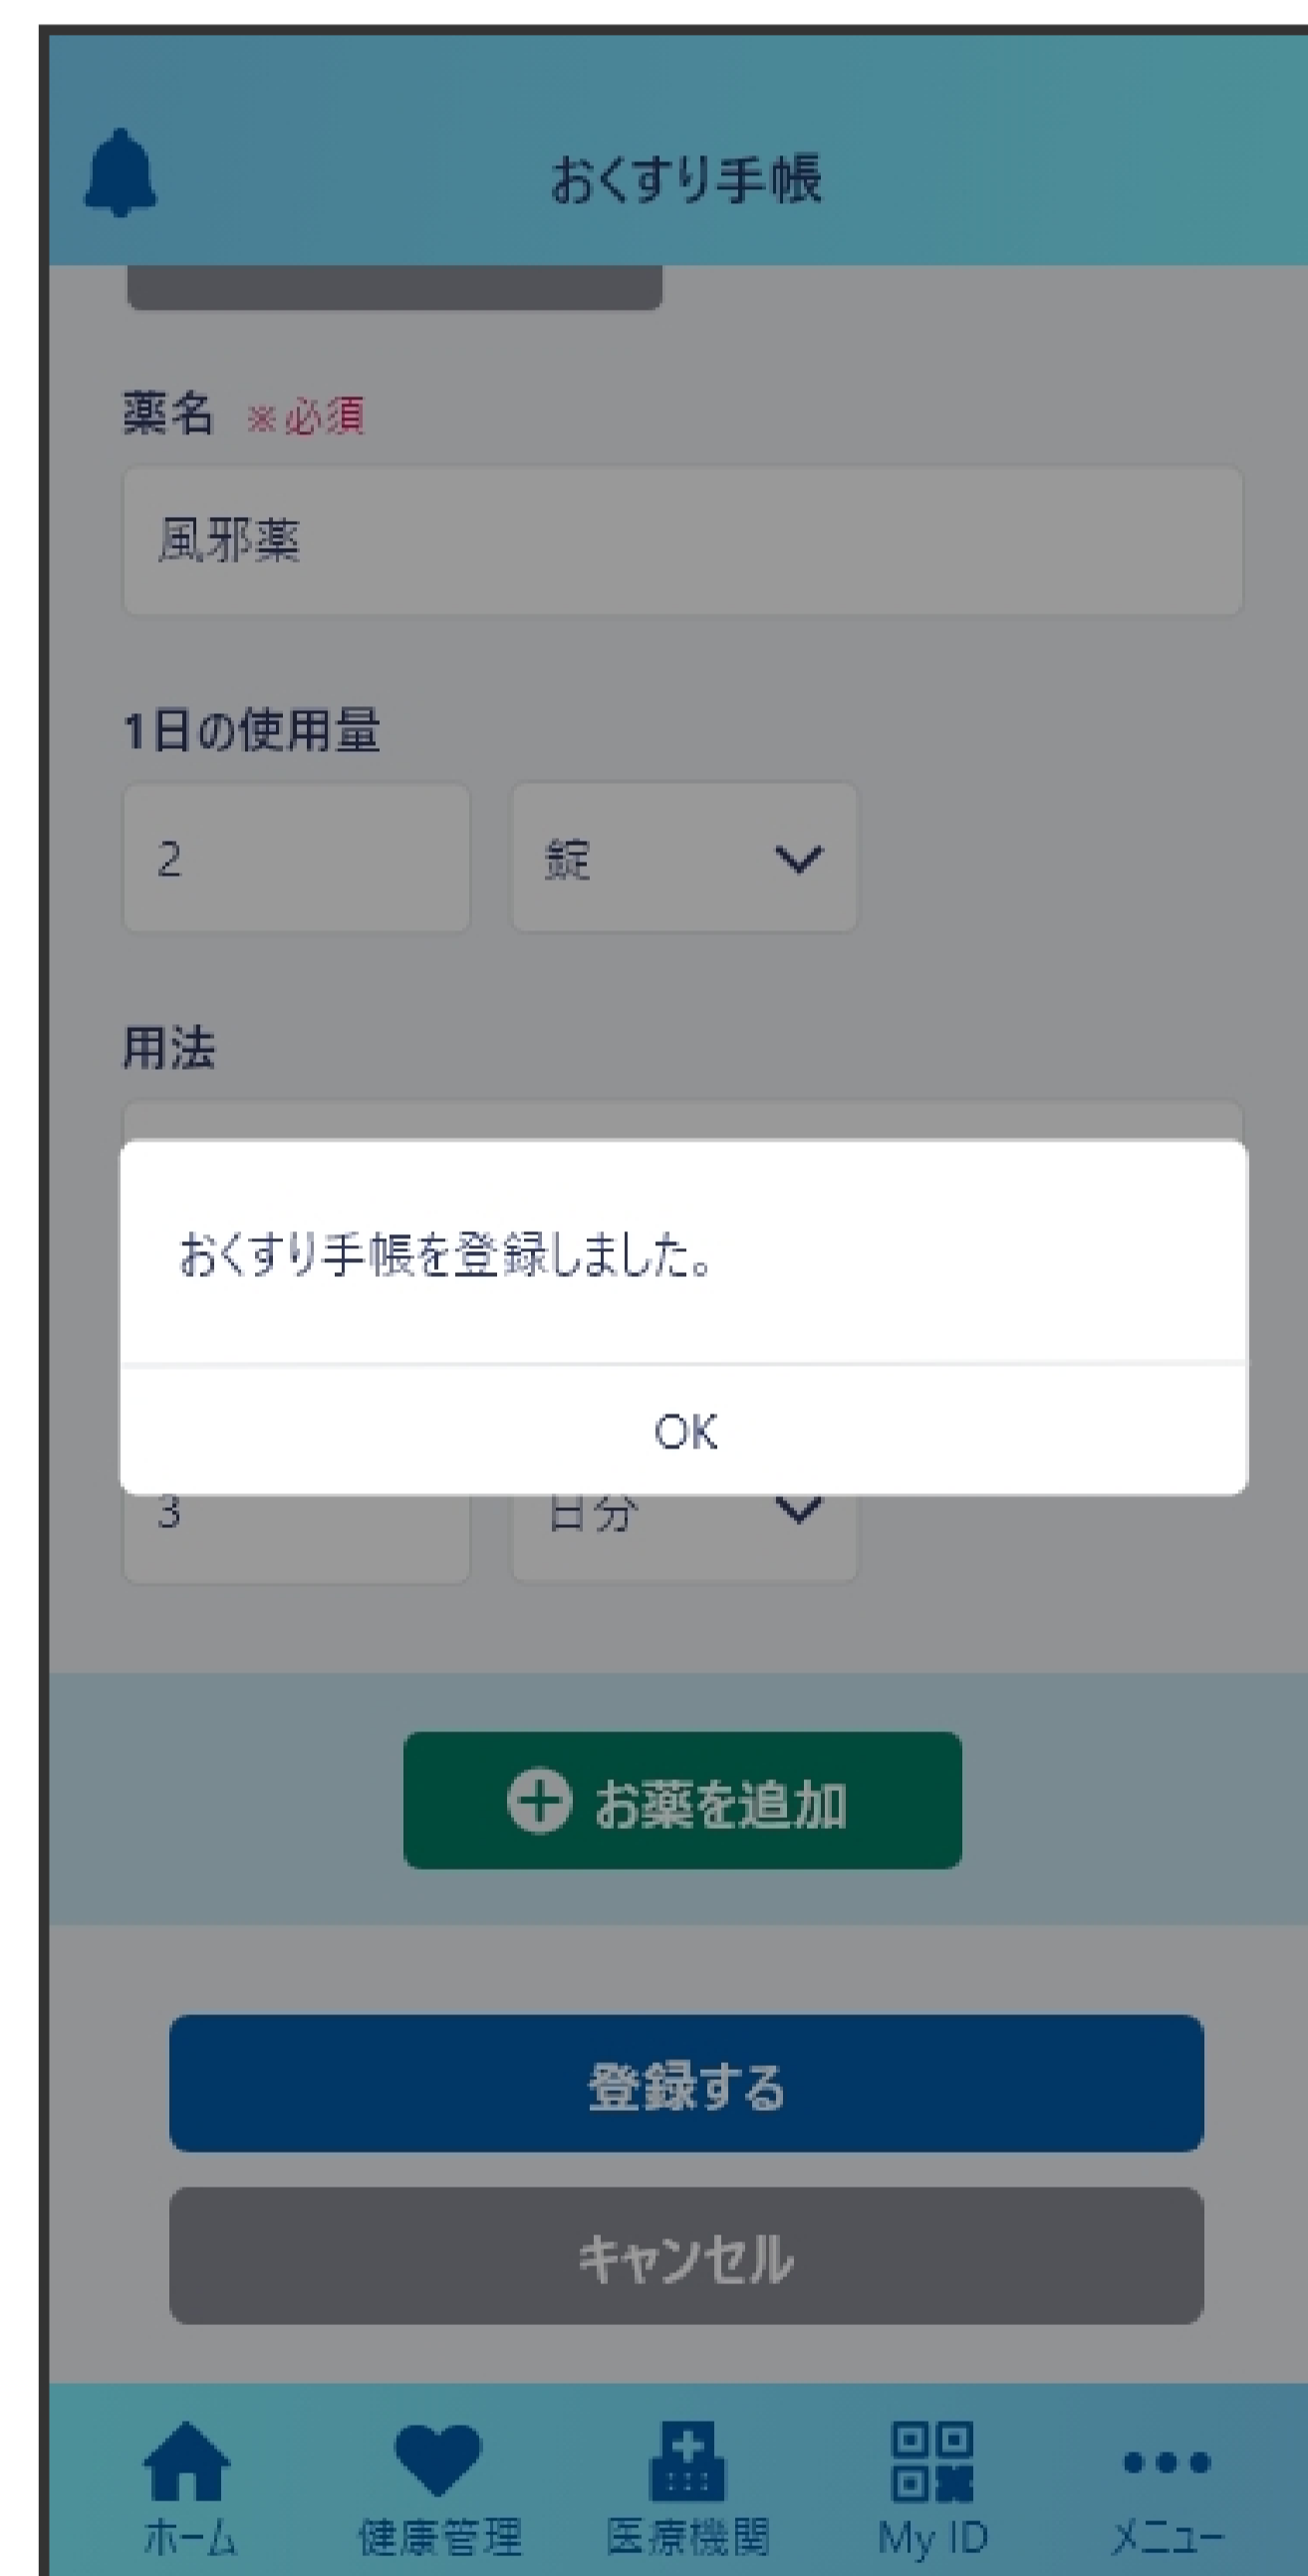 おくすり手帳
薬名 ※必須
風邪薬
1日の使用量
2 錠
用法
おくすり手帳を登録しました。
OK
3 日分
お薬を追加
登録する
キャンセル
ホーム 健康管理 医療機関 My ID メニュー